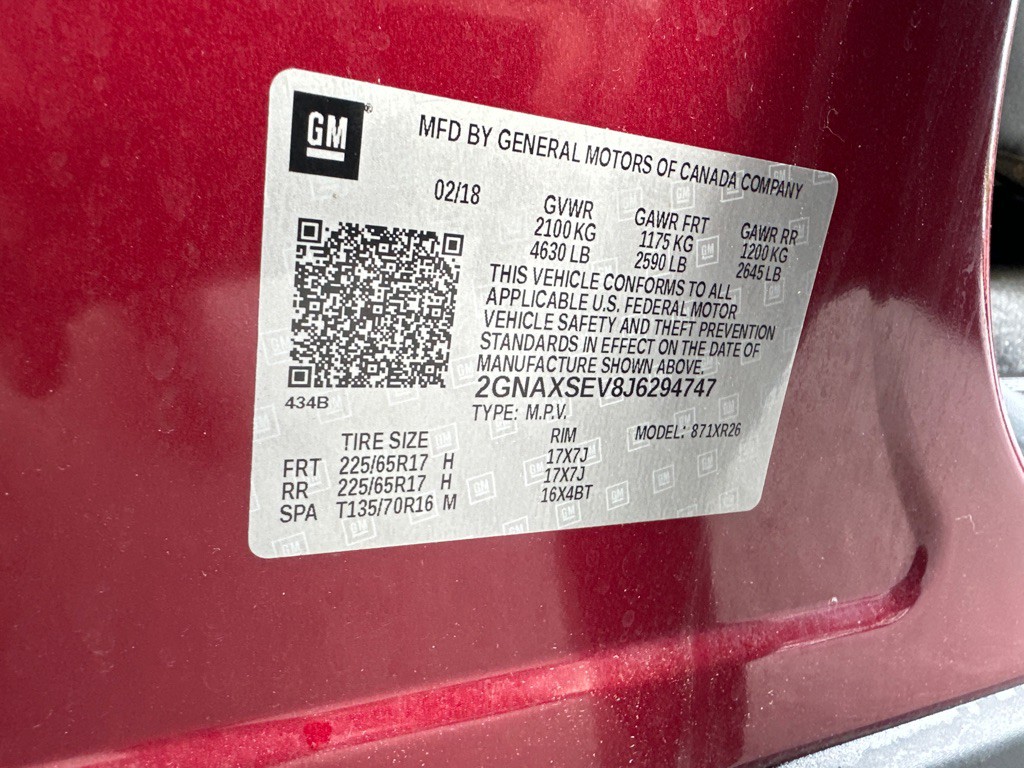 GM
MFD BY GENERAL MOTORS OF CANADA COMPANY
02/18
GVWR GAWR FRT GAWR RR
2100 KG 1175 KG 1200 KG
4630 LB 2590 LB 2645 LB
THIS VEHICLE CONFORMS TO ALL
APPLICABLE U.S. FEDERAL MOTOR
VEHICLE SAFETY AND THEFT PREVENTION
STANDARDS IN EFFECT ON THE DATE OF
MANUFACTURE SHOWN ABOVE.
2GNAXSEV8J6294747
434B
TYPE: M.P.V. MODEL: 871XR26
TIRE SIZE RIM
FRT 225/65R17 H 17X7J
RR 225/65R17 H 17X7J
SPA T135/70R16 M 16X4BT